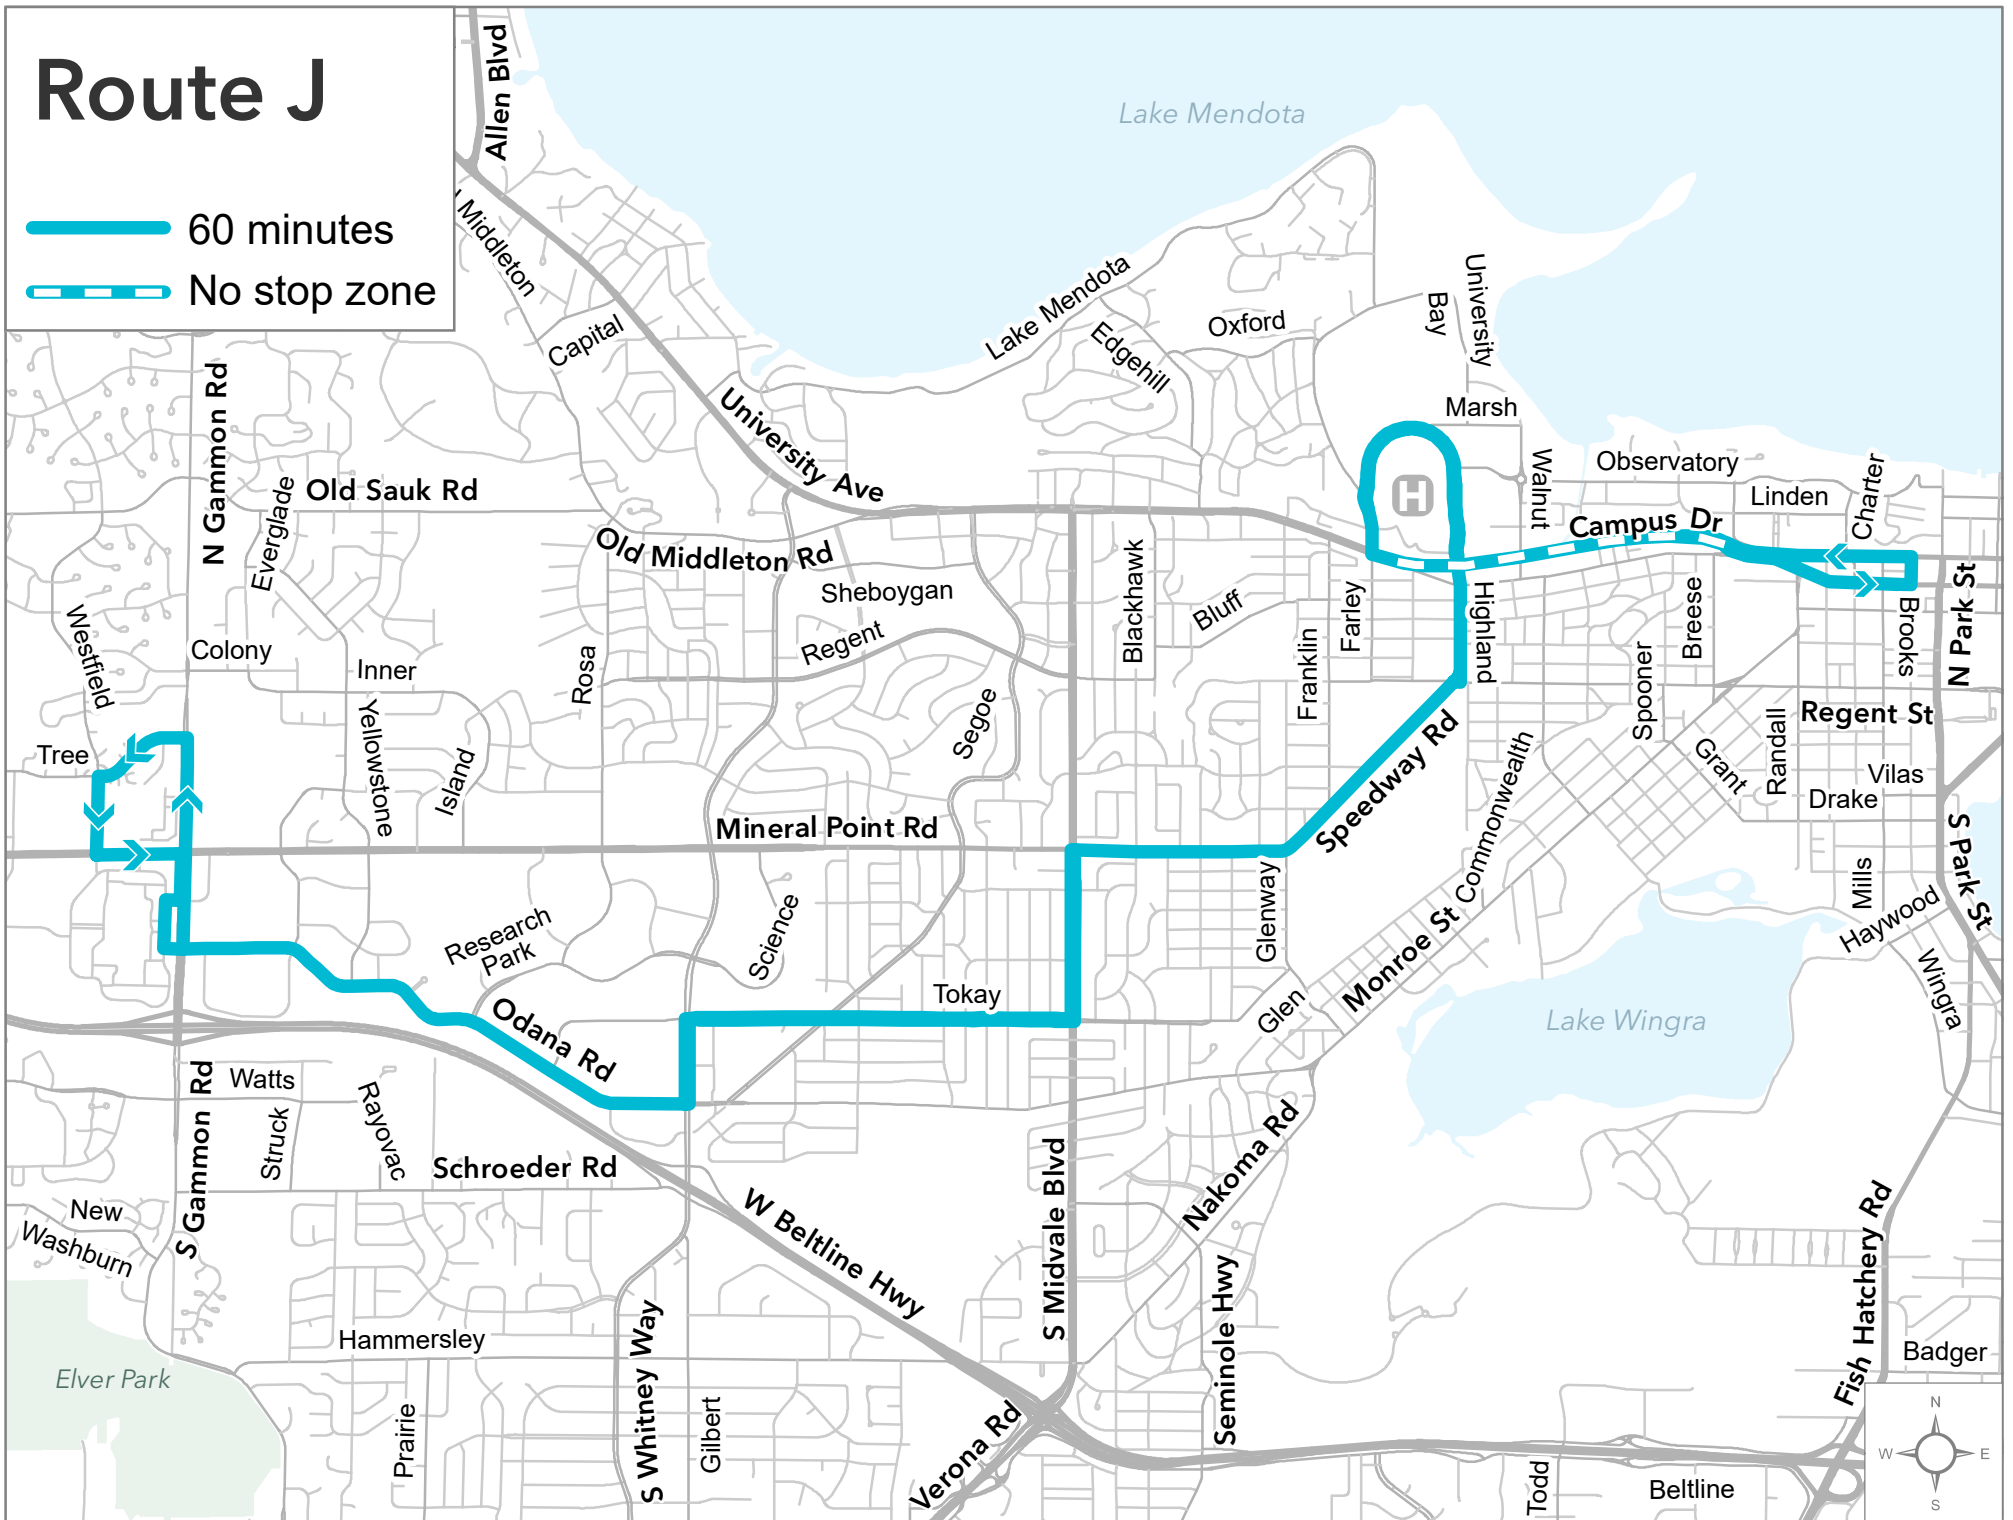 Route J
60 minutes
No stop zone
Allen Blvd
Middleton
Lake Mendota
Capital
Lake Mendota
Edgehill
Oxford
Bay
University
Marsh
N Gammon Rd
University Ave
Old Sauk Rd
Everglade
Walnut
Observatory
Linden
Charter
Campus Dr
Old Middleton Rd
Sheboygan
Regent
Blackhawk
Bluff
Farley
Franklin
Highland
Breese
Spooner
Brooks
N Park St
Westfield
Colony
Inner
Rosa
Segoe
Yellowstone
Island
Tree
Regent St
Randall
Grant
Vilas
Drake
Speedway Rd
Commonwealth
Mineral Point Rd
S Park St
Mills
Haywood
Wingra
Glenway
Science
Research
Park
Monroe St
Glen
Tokay
Lake Wingra
Odana Rd
Watts
S Gammon Rd
Struck
Rayovac
Schroeder Rd
Nakoma Rd
S Midvale Blvd
W Beltline Hwy
New
Washburn
Seminole Hwy
Fish Hatchery Rd
Hammersley
Badger
Elver Park
S Whitney Way
Prairie
Gilbert
Verona Rd
Todd
Beltline
N
W
E
S
H